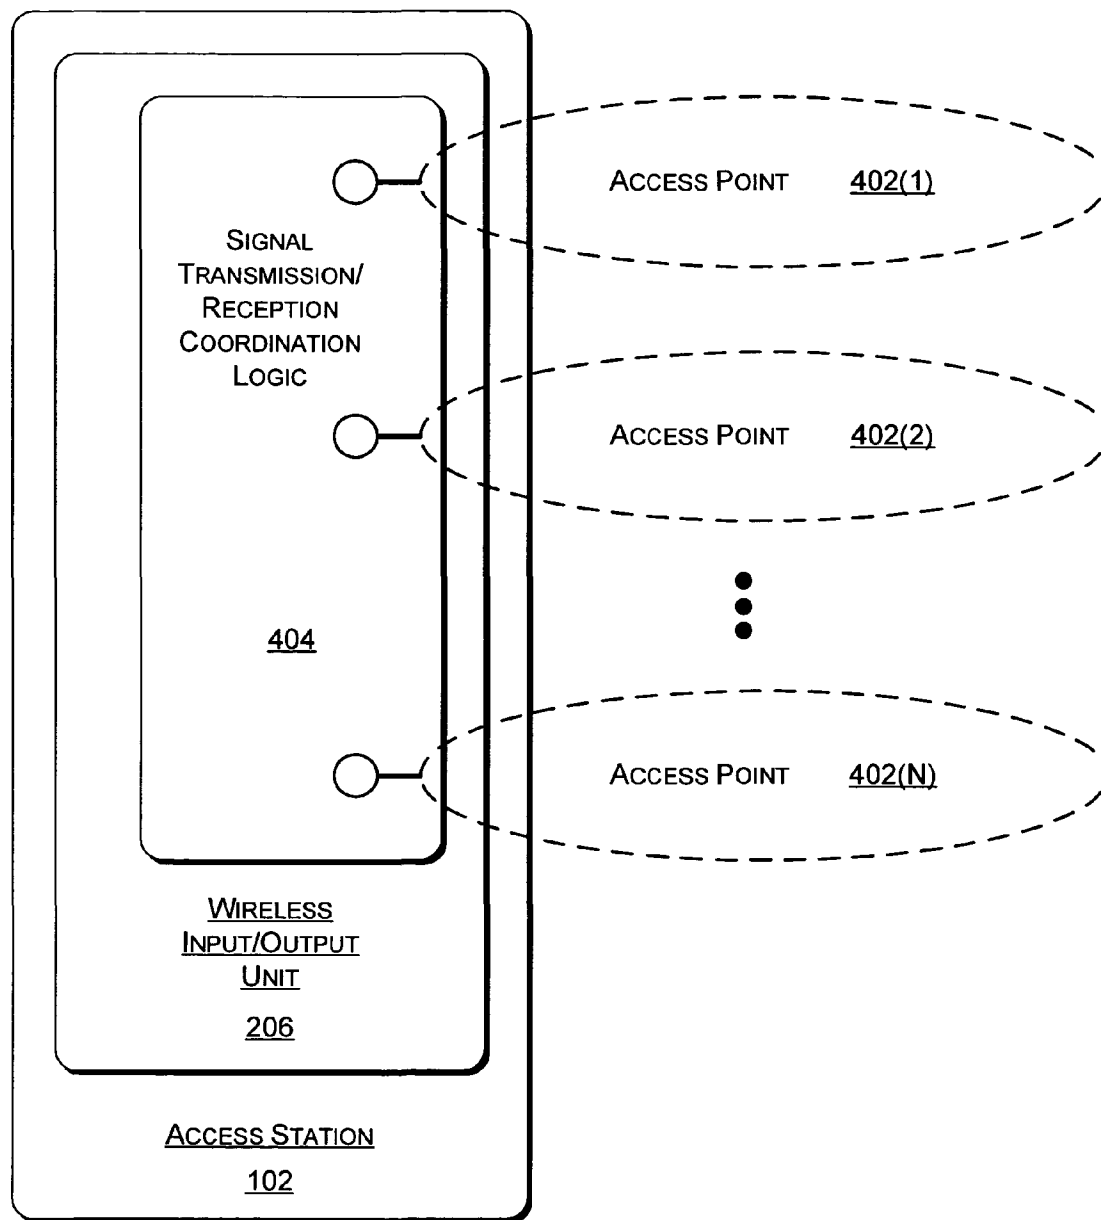 ACCESS POINT 402(1)
SIGNAL
TRANSMISSION/
RECEPTION
COORDINATION
LOGIC
ACCESS POINT 402(2)
404
ACCESS POINT 402(N)
WIRELESS
INPUT/OUTPUT
UNIT
206
ACCESS STATION
102